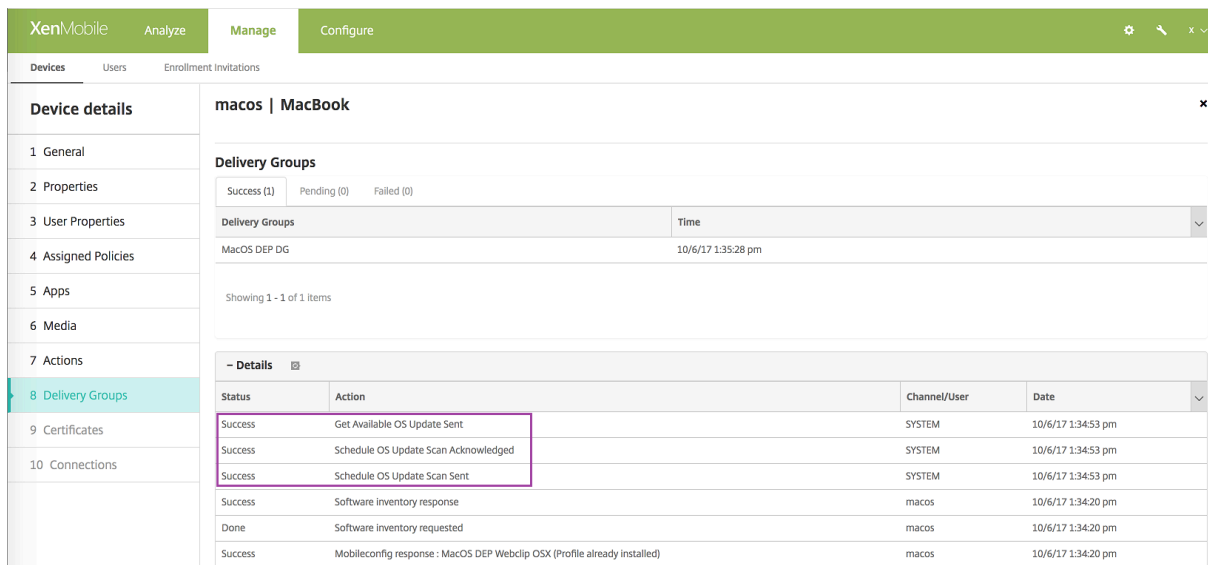 XenMobile Analyze Manage Configure x
Devices Users Enrollment Invitations
Device details
1 General
2 Properties
3 User Properties
4 Assigned Policies
5 Apps
6 Media
7 Actions
8 Delivery Groups
9 Certificates
10 Connections
macos | MacBook
Delivery Groups
Success (1) Pending (0) Failed (0)
Delivery Groups Time
MacOS DEP DG 10/6/17 1:35:28 pm
Showing 1 - 1 of 1 items
– Details
Status Action Channel/User Date
Success Get Available OS Update Sent SYSTEM 10/6/17 1:34:53 pm
Success Schedule OS Update Scan Acknowledged SYSTEM 10/6/17 1:34:53 pm
Success Schedule OS Update Scan Sent SYSTEM 10/6/17 1:34:53 pm
Success Software inventory response macos 10/6/17 1:34:20 pm
Done Software inventory requested macos 10/6/17 1:34:20 pm
Success Mobileconfig response : MacOS DEP Webclip OSX (Profile already installed) macos 10/6/17 1:34:20 pm